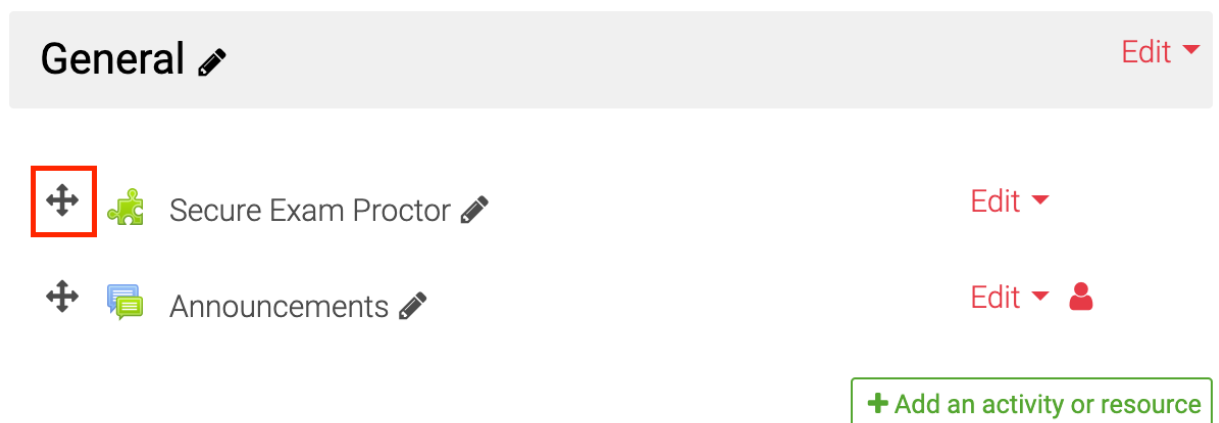 General
Edit
Secure Exam Proctor
Edit
Announcements
Edit
+ Add an activity or resource